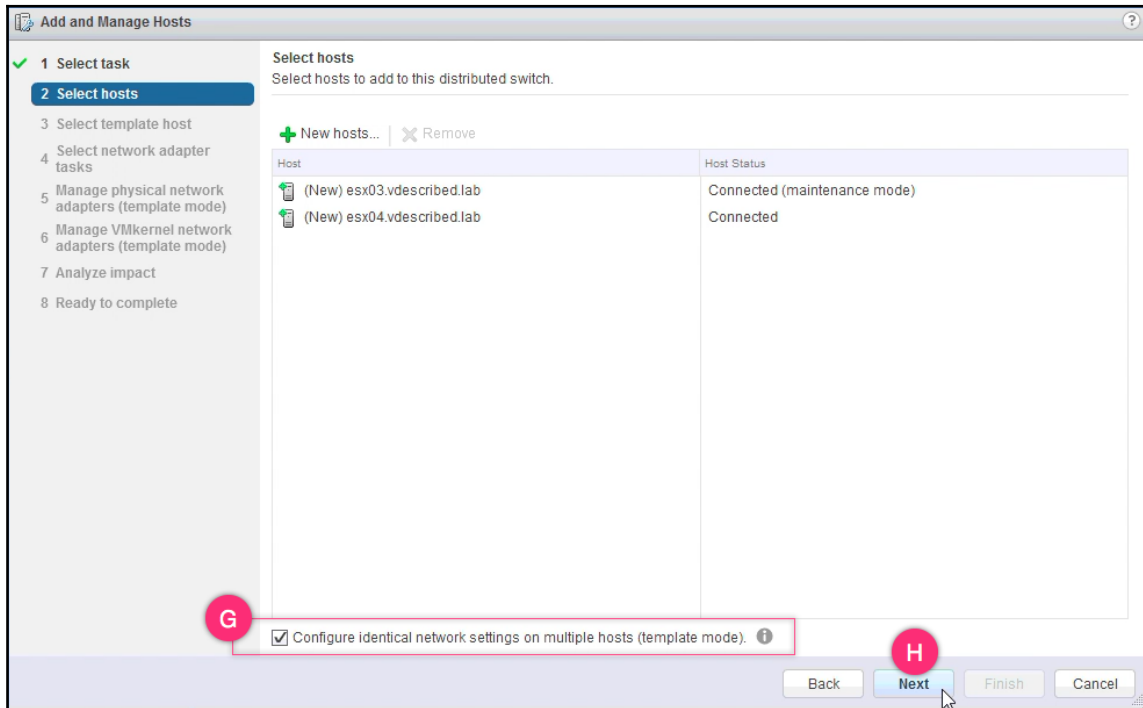 Add and Manage Hosts
?
1 Select task
2 Select hosts
3 Select template host
4 Select network adapter
tasks
5 Manage physical network
adapters (template mode)
6 Manage VMkernel network
adapters (template mode)
7 Analyze impact
8 Ready to complete
Select hosts
Select hosts to add to this distributed switch.
New hosts... Remove
Host Host Status
(New) esx03.vdescribed.lab Connected (maintenance mode)
(New) esx04.vdescribed.lab Connected
G
Configure identical network settings on multiple hosts (template mode). i
H
Back Next Finish Cancel